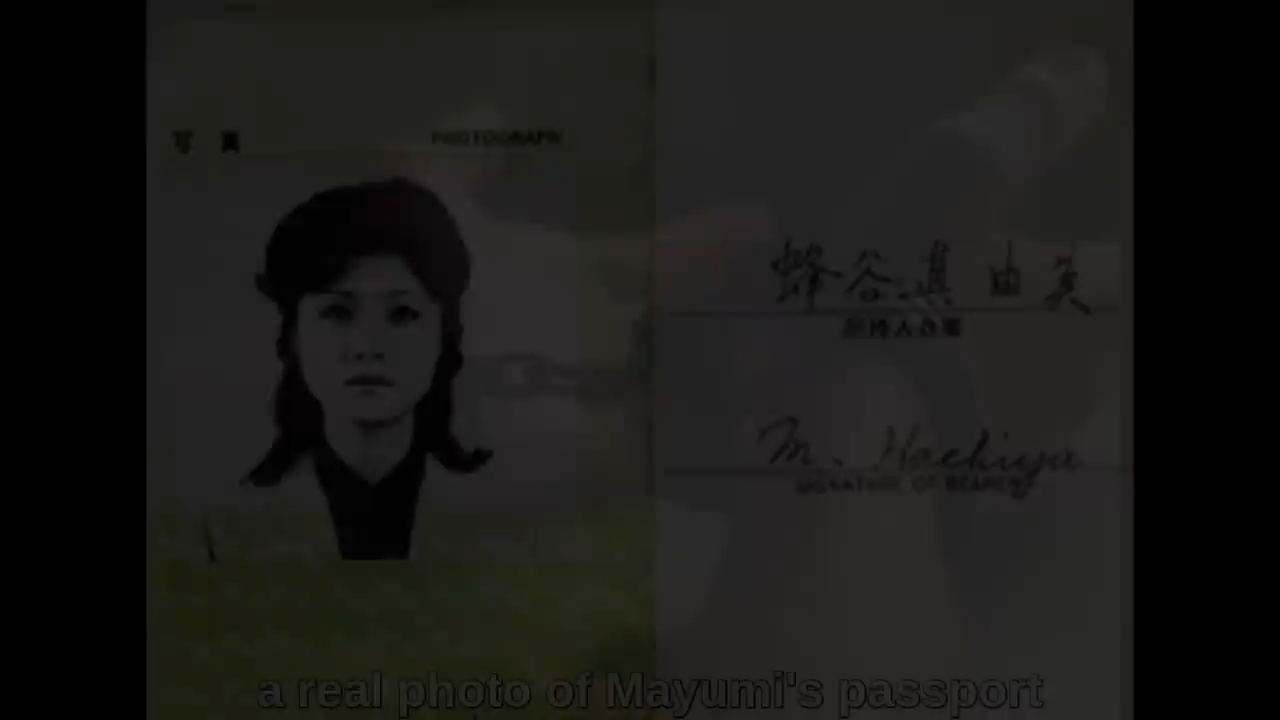 写真 PHOTOGRAPH
蜂谷真由美
所持人自署
M. Hachiya
SIGNATURE OF BEARER
a real photo of Mayumi's passport